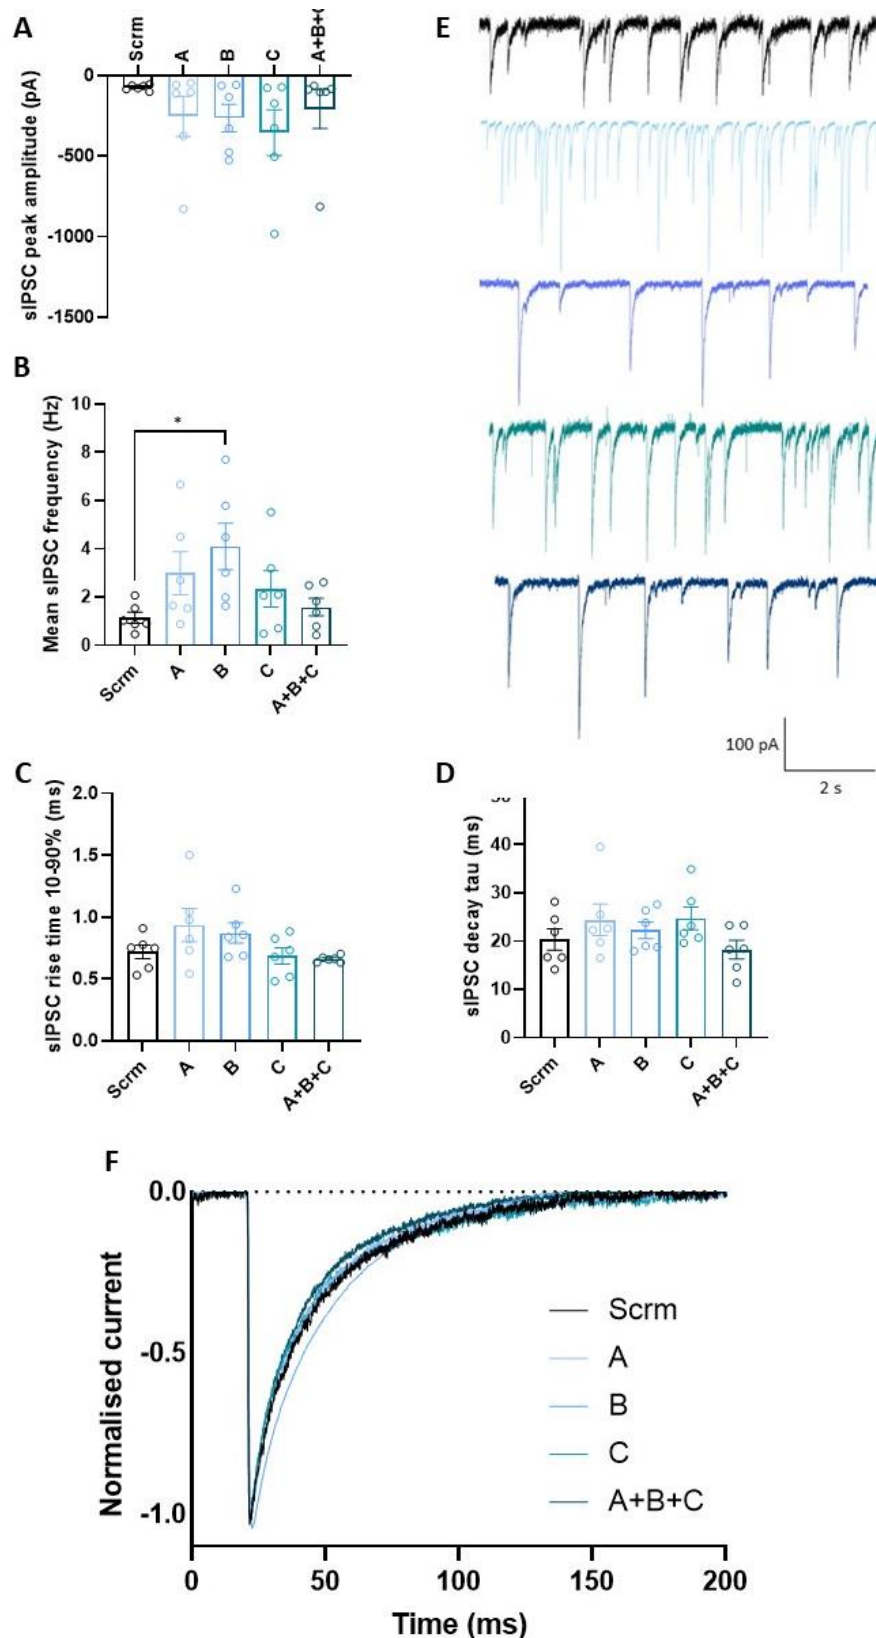 A
E
Scrm
A
B
C
A+B+C
0
-500
-1000
-1500
sIPSC peak amplitude (pA)
B
10
8
6
4
2
0
Mean sIPSC frequency (Hz)
*
Scrm
A
B
C
A+B+C
100 pA
2 s
C
2.0
1.5
1.0
0.5
0.0
sIPSC rise time 10-90% (ms)
Scrm
A
B
C
A+B+C
D
40
30
20
10
0
sIPSC decay tau (ms)
Scrm
A
B
C
A+B+C
F
0.0
-0.5
-1.0
Normalised current
Scrm
A
B
C
A+B+C
0
50
100
150
200
Time (ms)